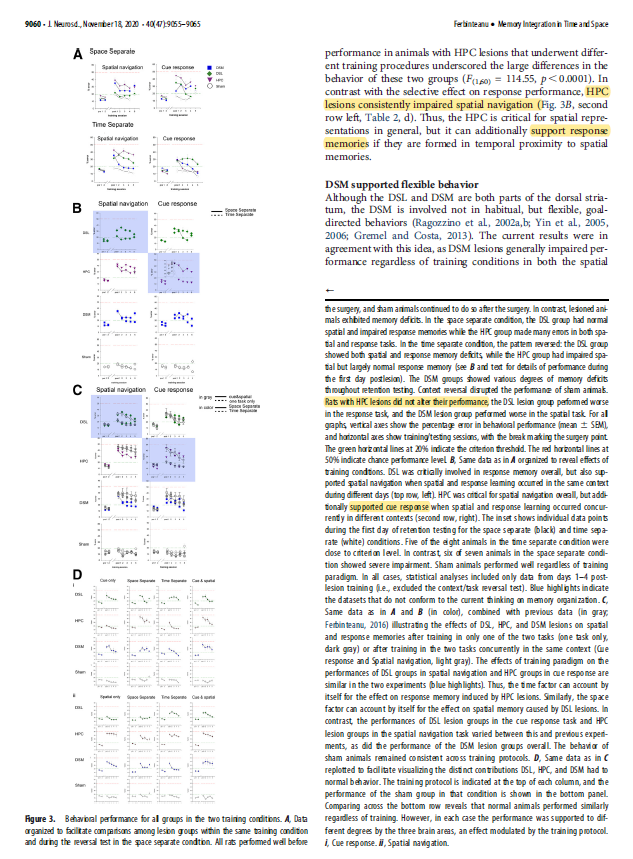 9060 • J. Neurosci., November 18, 2020 • 40(47):9055–9065
Ferbinteanu • Memory Integration in Time and Space
A
Space Separate
Spatial navigation
Cue response
DSM
DSL
HPC
Sham
Time Separate
Spatial navigation
Cue response
B
Spatial navigation
Cue response
Space Separate
Time Separate
DSL
HPC
DSM
Sham
C
Spatial navigation
Cue response
in gray
cue&spatial
one task only
in color
Space Separate
Time Separate
DSL
HPC
DSM
Sham
D
i
Cue only
Space Separate
Time Separate
Cue & spatial
DSL
HPC
DSM
Sham
ii
Spatial only
Space Separate
Time Separate
Cue & spatial
DSL
HPC
DSM
Sham
Figure 3. Behavioral performance for all groups in the two training conditions. A, Data
organized to facilitate comparisons among lesion groups within the same training condition
and during the reversal test in the space separate condition. All rats performed well before
performance in animals with HPC lesions that underwent differ-
ent training procedures underscored the large differences in the
behavior of these two groups (F(1,60) = 114.55, p < 0.0001). In
contrast with the selective effect on response performance, HPC
lesions consistently impaired spatial navigation (Fig. 3B, second
row left, Table 2, d). Thus, the HPC is critical for spatial repre-
sentations in general, but it can additionally support response
memories if they are formed in temporal proximity to spatial
memories.
DSM supported flexible behavior
Although the DSL and DSM are both parts of the dorsal stria-
tum, the DSM is involved not in habitual, but flexible, goal-
directed behaviors (Ragozzino et al., 2002a,b; Yin et al., 2005,
2006; Gremel and Costa, 2013). The current results were in
agreement with this idea, as DSM lesions generally impaired per-
formance regardless of training conditions in both the spatial
←
the surgery, and sham animals continued to do so after the surgery. In contrast, lesioned ani-
mals exhibited memory deficits. In the space separate condition, the DSL group had normal
spatial and impaired response memories while the HPC group made many errors in both spa-
tial and response tasks. In the time separate condition, the pattern reversed: the DSL group
showed both spatial and response memory deficits, while the HPC group had impaired spa-
tial but largely normal response memory (see B and text for details of performance during
the first day postlesion). The DSM groups showed various degrees of memory deficits
throughout retention testing. Context reversal disrupted the performance of sham animals.
Rats with HPC lesions did not alter their performance, the DSL lesion group performed worse
in the response task, and the DSM lesion group performed worse in the spatial task. For all
graphs, vertical axes show the percentage error in behavioral performance (mean ± SEM),
and horizontal axes show training/testing sessions, with the break marking the surgery point.
The green horizontal lines at 20% indicate the criterion threshold. The red horizontal lines at
50% indicate chance performance level. B, Same data as in A organized to reveal effects of
training conditions. DSL was critically involved in response memory overall, but also sup-
ported spatial navigation when spatial and response learning occurred in the same context
during different days (top row, left). HPC was critical for spatial navigation overall, but addi-
tionally supported cue response when spatial and response learning occurred concur-
rently in different contexts (second row, right). The inset shows individual data points
during the first day of retention testing for the space separate (black) and time sepa-
rate (white) conditions. Five of the eight animals in the time separate condition were
close to criterion level. In contrast, six of seven animals in the space separate condi-
tion showed severe impairment. Sham animals performed well regardless of training
paradigm. In all cases, statistical analyses included only data from days 1–4 post-
lesion training (i.e., excluded the context/task reversal test). Blue highlights indicate
the datasets that do not conform to the current thinking on memory organization. C,
Same data as in A and B (in color), combined with previous data (in gray;
Ferbinteanu, 2016) illustrating the effects of DSL, HPC, and DSM lesions on spatial
and response memories after training in only one of the two tasks (one task only,
dark gray) or after training in the two tasks concurrently in the same context (Cue
response and Spatial navigation, light gray). The effects of training paradigm on the
performances of DSL groups in spatial navigation and HPC groups in cue response are
similar in the two experiments (blue highlights). Thus, the time factor can account by
itself for the effect on response memory induced by HPC lesions. Similarly, the space
factor can account by itself for the effect on spatial memory caused by DSL lesions. In
contrast, the performances of DSL lesion groups in the cue response task and HPC
lesion groups in the spatial navigation task varied between this and previous experi-
ments, as did the performance of the DSM lesion groups overall. The behavior of
sham animals remained consistent across training protocols. D, Same data as in C
replotted to facilitate visualizing the distinct contributions DSL, HPC, and DSM had to
normal behavior. The training protocol is indicated at the top of each column, and the
performance of the sham group in that condition is shown in the bottom panel.
Comparing across the bottom row reveals that normal animals performed similarly
regardless of training. However, in each case the performance was supported to dif-
ferent degrees by the three brain areas, an effect modulated by the training protocol.
i, Cue response. ii, Spatial navigation.